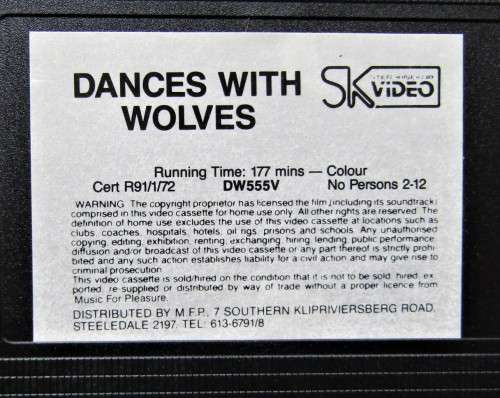 DANCES WITH
WOLVES
SK VIDEO
Running Time: 177 mins — Colour
Cert R91/1/72 DW555V No Persons 2-12
WARNING The copyright proprietor has licensed the film (including its soundtrack)
comprised in this video cassette for home use only. All other rights are reserved. The
definition of home use excludes the use of this video cassette at locations such as
clubs, coaches, hospitals, hotels, oil rigs, prisons and schools. Any unauthorised
copying, editing, exhibition, renting, exchanging, hiring, lending, public performance,
diffusion and/or broadcast of this video cassette or any part thereof is strictly prohi-
bited and any such action establishes liability for a civil action and may give rise to
criminal prosecution.
This video cassette is sold/hired on the condition that it is not to be sold, hired, ex-
ported, re-supplied or distributed by way of trade without a proper licence from
Music For Pleasure.
DISTRIBUTED BY M.F.P., 7 SOUTHERN KLIPRIVIERSBERG ROAD,
STEELEDALE 2197. TEL: 613-6791/8